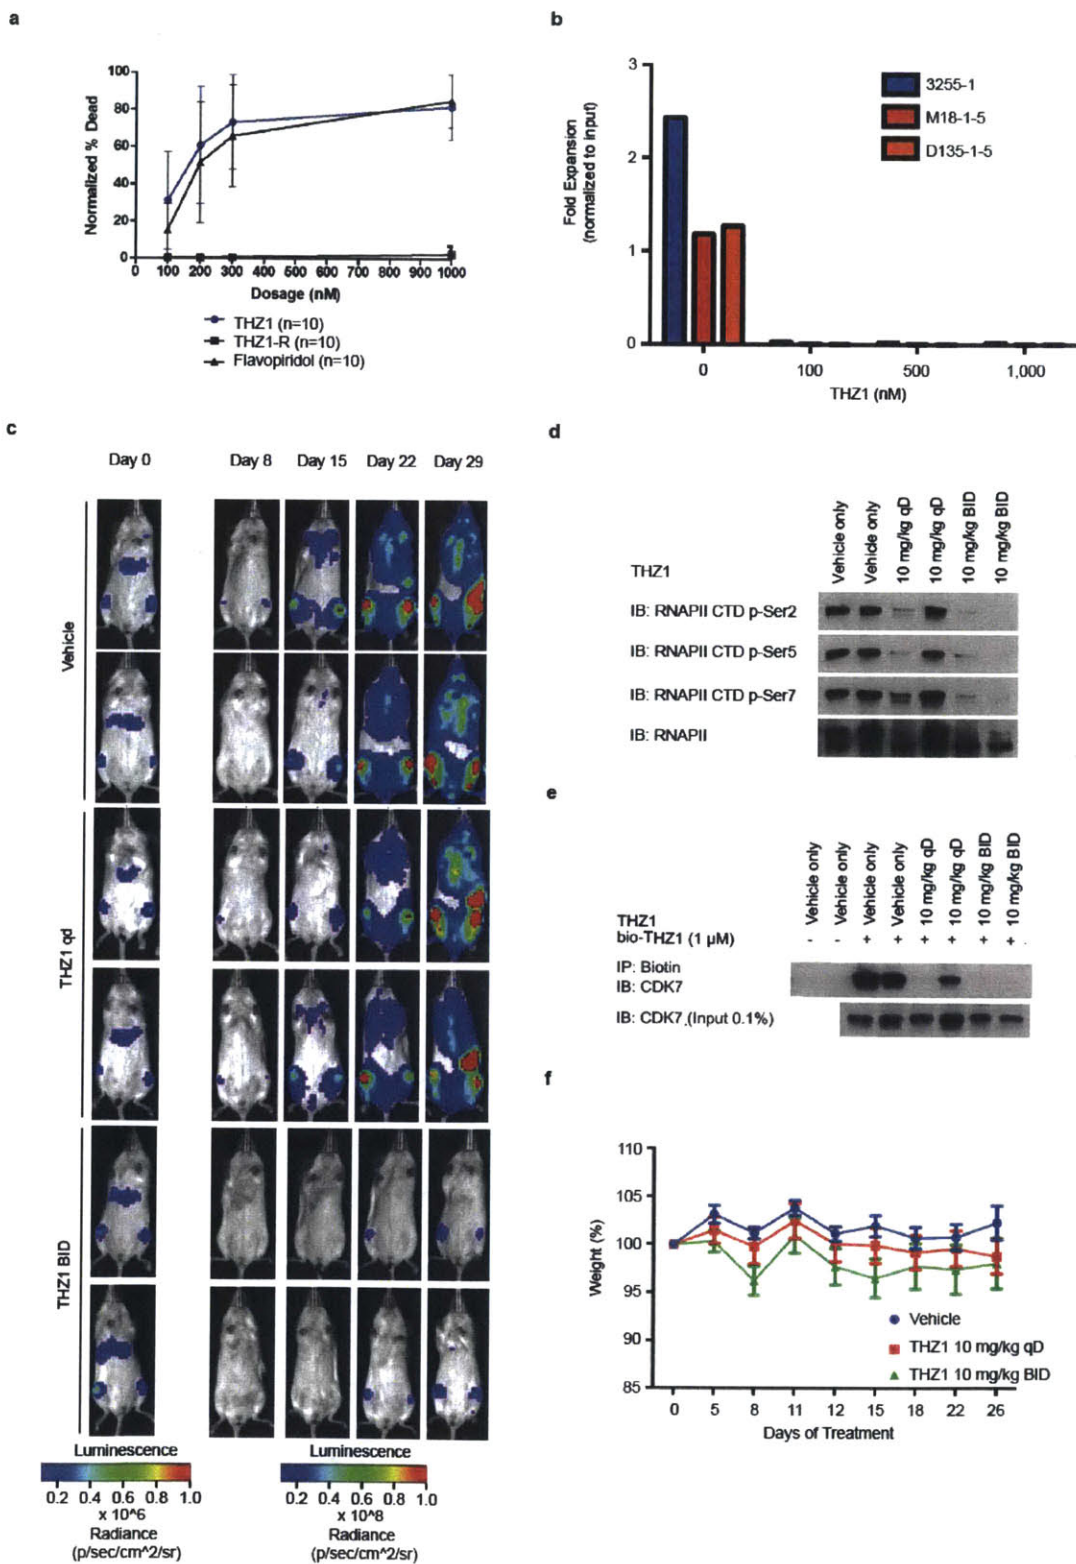 a
100
80
60
40
20
0
Normalized % Dead
0 100 200 300 400 500 600 700 800 900 1000
Dosage (nM)
THZ1 (n=10)
THZ1-R (n=10)
Flavopiridol (n=10)
b
3
2
1
0
Fold Expansion
(normalized to input)
3255-1
M18-1-5
D135-1-5
0 100 500 1,000
THZ1 (nM)
c
Day 0 Day 8 Day 15 Day 22 Day 29
Vehicle
THZ1 qd
THZ1 BID
Luminescence
0.2 0.4 0.6 0.8 1.0
x 10^6
Radiance
(p/sec/cm^2/sr)
Luminescence
0.2 0.4 0.6 0.8 1.0
x 10^8
Radiance
(p/sec/cm^2/sr)
d
THZ1
Vehicle only
Vehicle only
10 mg/kg qD
10 mg/kg qD
10 mg/kg BID
10 mg/kg BID
IB: RNAPII CTD p-Ser2
IB: RNAPII CTD p-Ser5
IB: RNAPII CTD p-Ser7
IB: RNAPII
e
Vehicle only
Vehicle only
Vehicle only
Vehicle only
10 mg/kg qD
10 mg/kg qD
10 mg/kg BID
10 mg/kg BID
THZ1
bio-THZ1 (1 µM) - - + + + + + +
IP: Biotin
IB: CDK7
IB: CDK7 (Input 0.1%)
f
110
105
100
95
90
85
Weight (%)
Vehicle
THZ1 10 mg/kg qD
THZ1 10 mg/kg BID
0 5 8 11 12 15 18 22 26
Days of Treatment